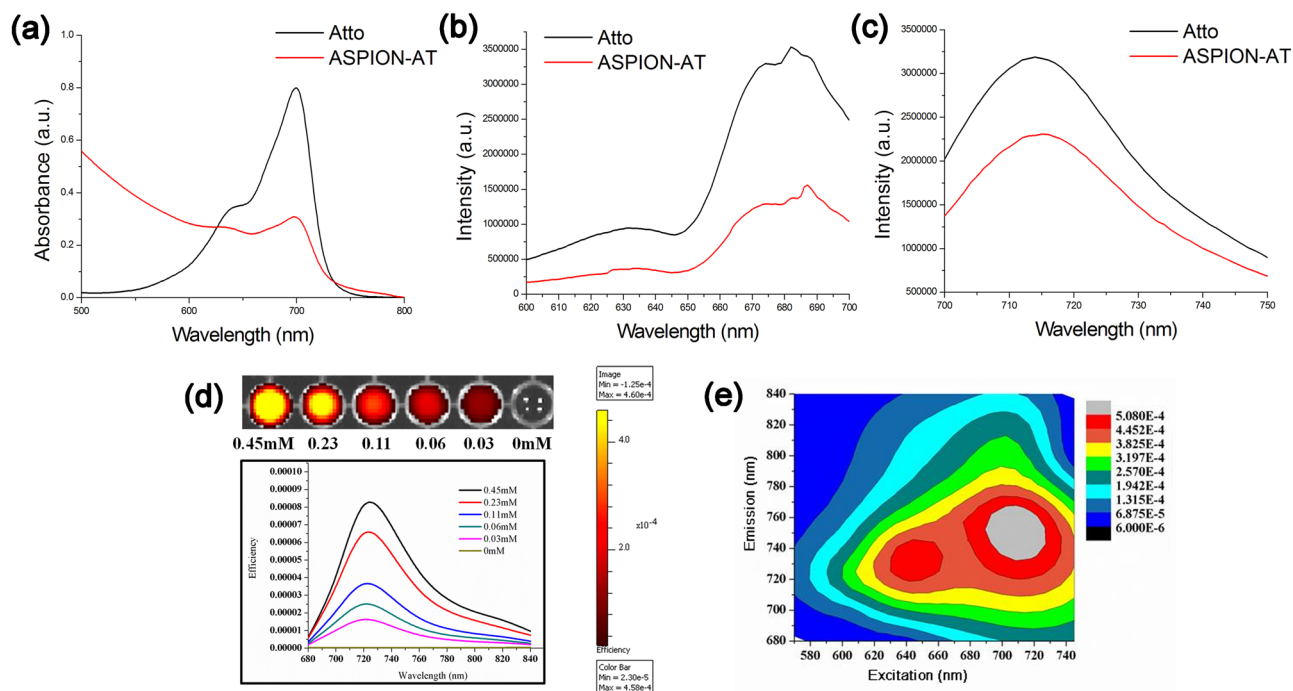 (a)
Atto
ASPION-AT
1.0
0.8
0.6
0.4
0.2
0.0
Absorbance (a.u.)
500 600 700 800
Wavelength (nm)
(b)
Atto
ASPION-AT
3500000
3000000
2500000
2000000
1500000
1000000
500000
0
Intensity (a.u.)
600 610 620 630 640 650 660 670 680 690 700
Wavelength (nm)
(c)
Atto
ASPION-AT
3500000
3000000
2500000
2000000
1500000
1000000
500000
Intensity (a.u.)
700 710 720 730 740 750
Wavelength (nm)
(d)
0.45mM 0.23 0.11 0.06 0.03 0mM
0.00010
0.00009
0.00008
0.00007
0.00006
0.00005
0.00004
0.00003
0.00002
0.00001
0.00000
Efficiency
0.45mM
0.23mM
0.11mM
0.06mM
0.03mM
0mM
680 700 720 740 760 780 800 820 840
Wavelength (nm)
Image
Min = -1.25e-4
Max = 4.60e-4
4.0
x10⁻⁴
2.0
Efficiency
Color Bar
Min = 2.30e-5
Max = 4.58e-4
(e)
840
820
800
780
760
740
720
700
680
Emission (nm)
580 600 620 640 660 680 700 720 740
Excitation (nm)
5.080E-4
4.452E-4
3.825E-4
3.197E-4
2.570E-4
1.942E-4
1.315E-4
6.875E-5
6.000E-6